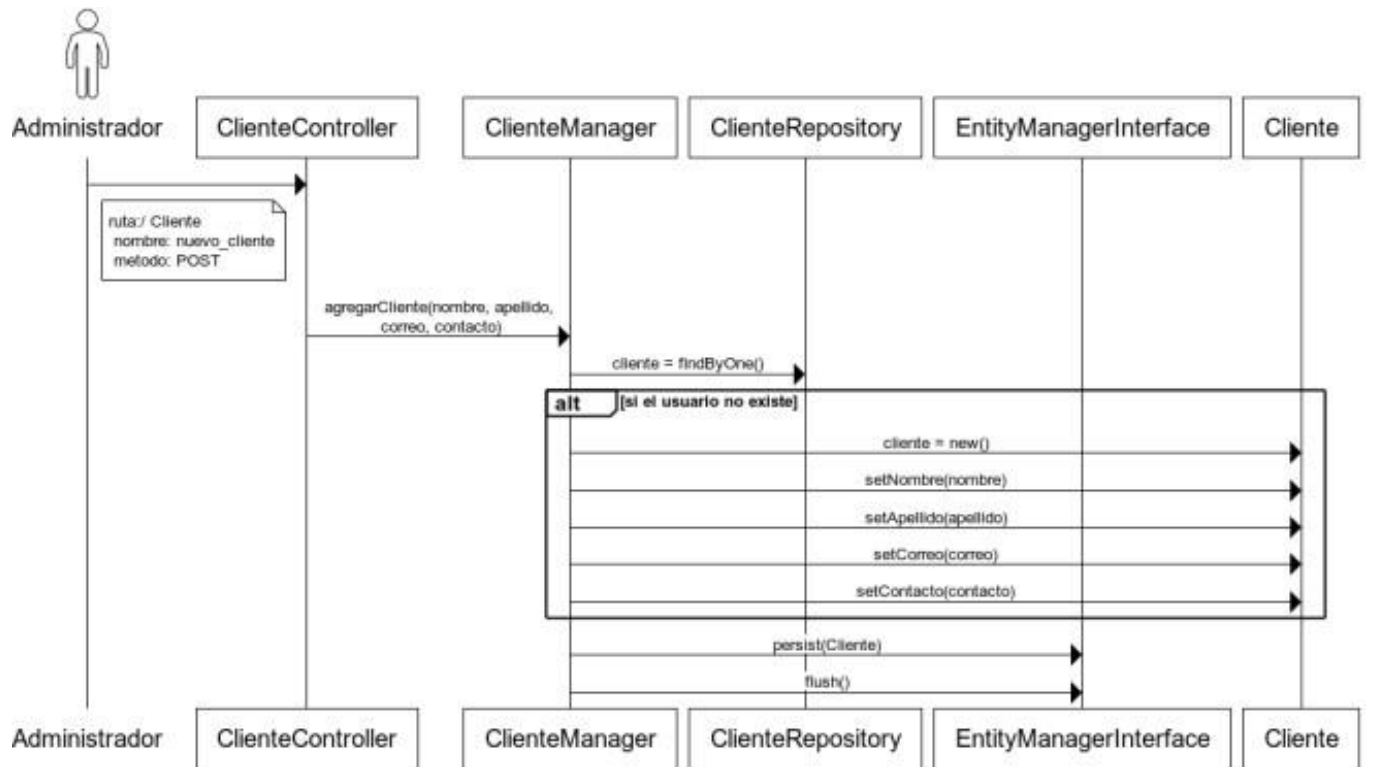 Administrador
ClienteController
ClienteManager
ClienteRepository
EntityManagerInterface
Cliente
ruta:/ Cliente
nombre: nuevo_cliente
metodo: POST
agregarCliente(nombre, apellido,
correo, contacto)
cliente = findByOne()
alt
[si el usuario no existe]
cliente = new()
setNombre(nombre)
setApellido(apellido)
setCorreo(correo)
setContacto(contacto)
persist(Cliente)
flush()
Administrador
ClienteController
ClienteManager
ClienteRepository
EntityManagerInterface
Cliente